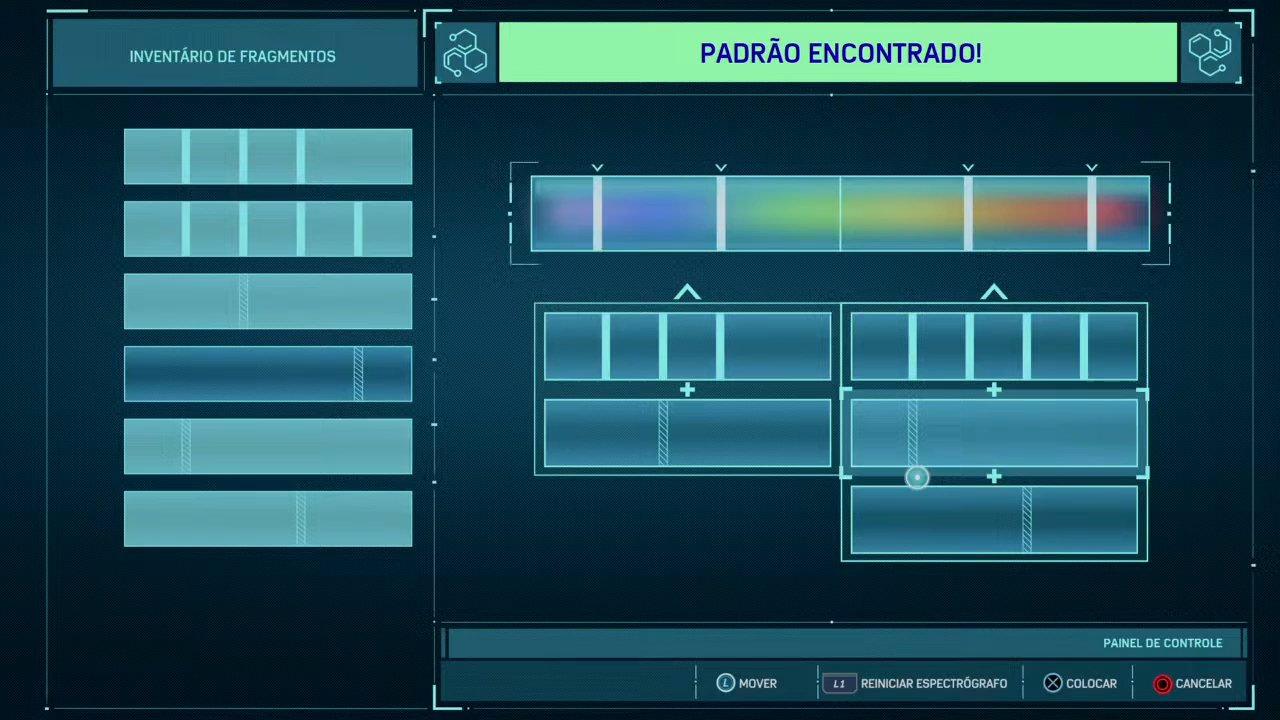 INVENTÁRIO DE FRAGMENTOS
PADRÃO ENCONTRADO!
PAINEL DE CONTROLE
L MOVER
L1 REINICIAR ESPECTRÓGRAFO
COLOCAR
CANCELAR